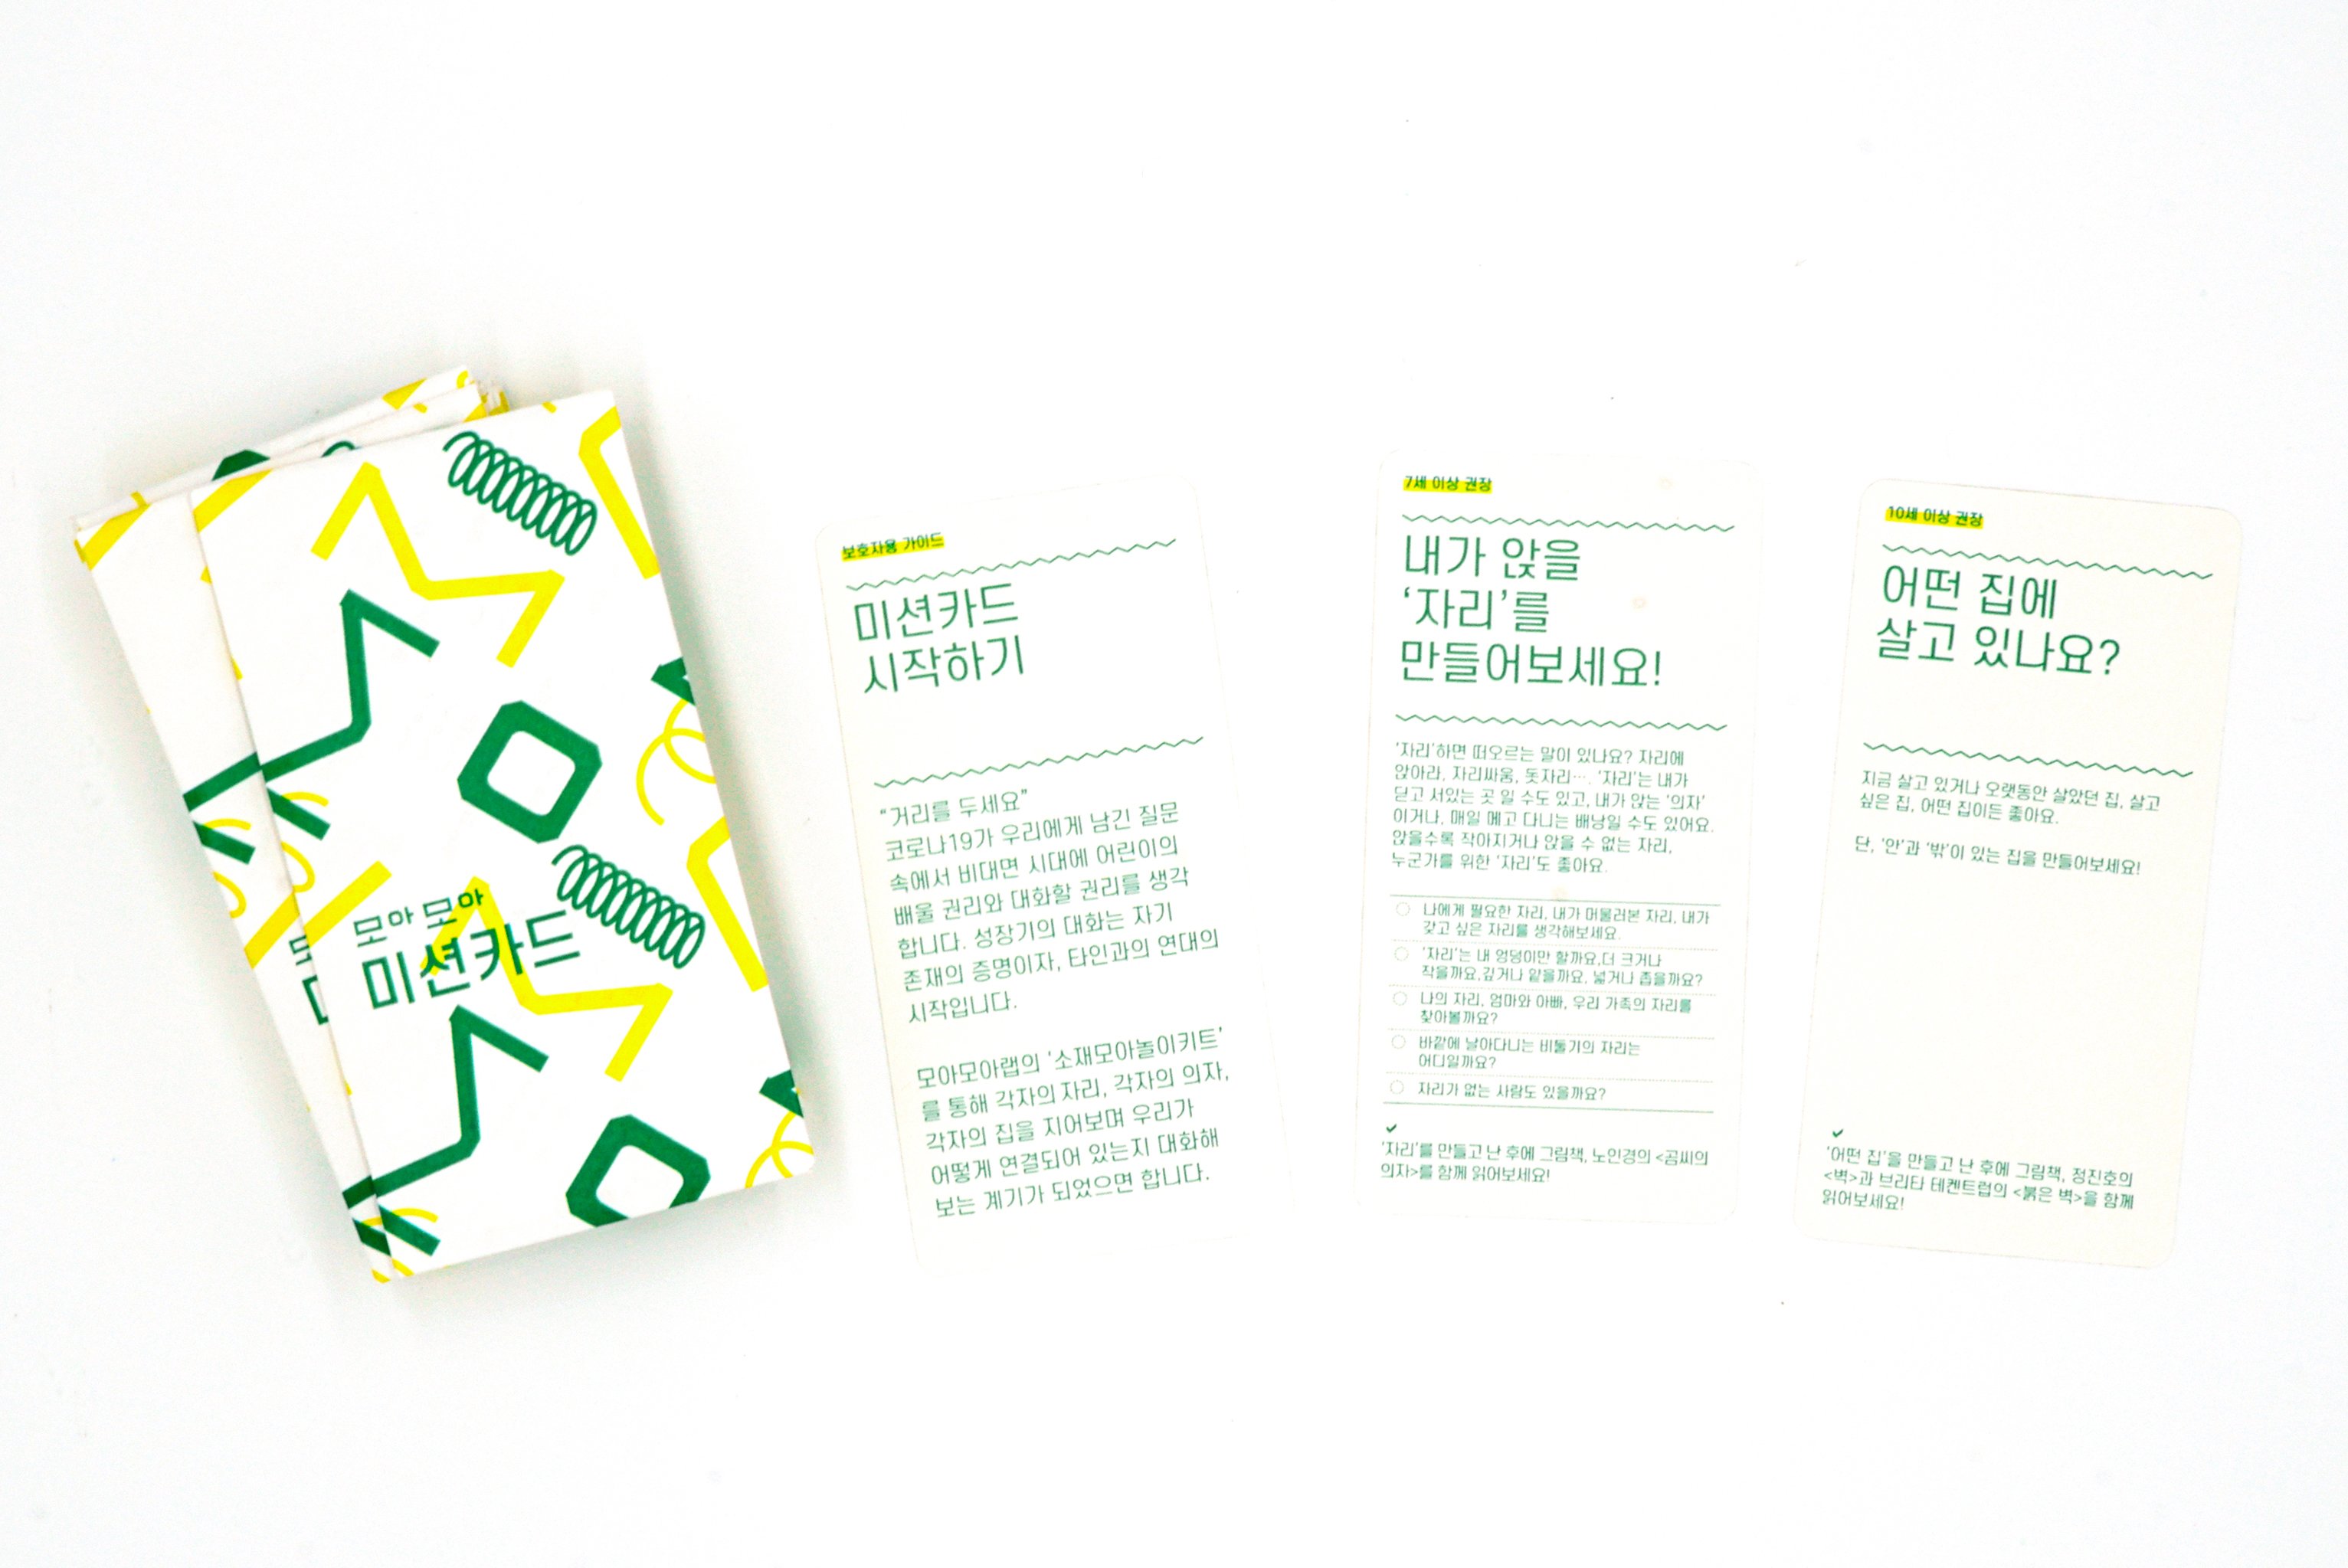 모아 모아
미션카드
보호자용 가이드
미션카드
시작하기
“거리를 두세요”
코로나19가 우리에게 남긴 질문
속에서 비대면 시대에 어린이의
배울 권리와 대화할 권리를 생각
합니다. 성장기의 대화는 자기
존재의 증명이자, 타인과의 연대의
시작입니다.
모아모아랩의 ‘소재모아놀이키트’
를 통해 각자의 자리, 각자의 의자,
각자의 집을 지어보며 우리가
어떻게 연결되어 있는지 대화해
보는 계기가 되었으면 합니다.
7세 이상 권장
내가 앉을
‘자리’를
만들어보세요!
‘자리’하면 떠오르는 말이 있나요? 자리에
앉아라, 자리싸움, 돗자리…. ‘자리’는 내가
딛고 서있는 곳 일 수도 있고, 내가 앉는 ‘의자’
이거나, 매일 메고 다니는 배낭일 수도 있어요.
앉을수록 작아지거나 앉을 수 없는 자리,
누군가를 위한 ‘자리’도 좋아요.
나에게 필요한 자리, 내가 머물러본 자리, 내가
갖고 싶은 자리를 생각해보세요.
‘자리’는 내 엉덩이만 할까요,더 크거나
작을까요,깊거나 얕을까요, 넓거나 좁을까요?
나의 자리, 엄마와 아빠, 우리 가족의 자리를
찾아볼까요?
바깥에 날아다니는 비둘기의 자리는
어디일까요?
자리가 없는 사람도 있을까요?
‘자리’를 만들고 난 후에 그림책, 노인경의 <곰씨의
의자>를 함께 읽어보세요!
10세 이상 권장
어떤 집에
살고 있나요?
지금 살고 있거나 오랫동안 살았던 집, 살고
싶은 집, 어떤 집이든 좋아요.
단, ‘안’과 ‘밖’이 있는 집을 만들어보세요!
‘어떤 집’을 만들고 난 후에 그림책, 정진호의
<벽>과 브리타 테켄트럽의 <붉은 벽>을 함께
읽어보세요!